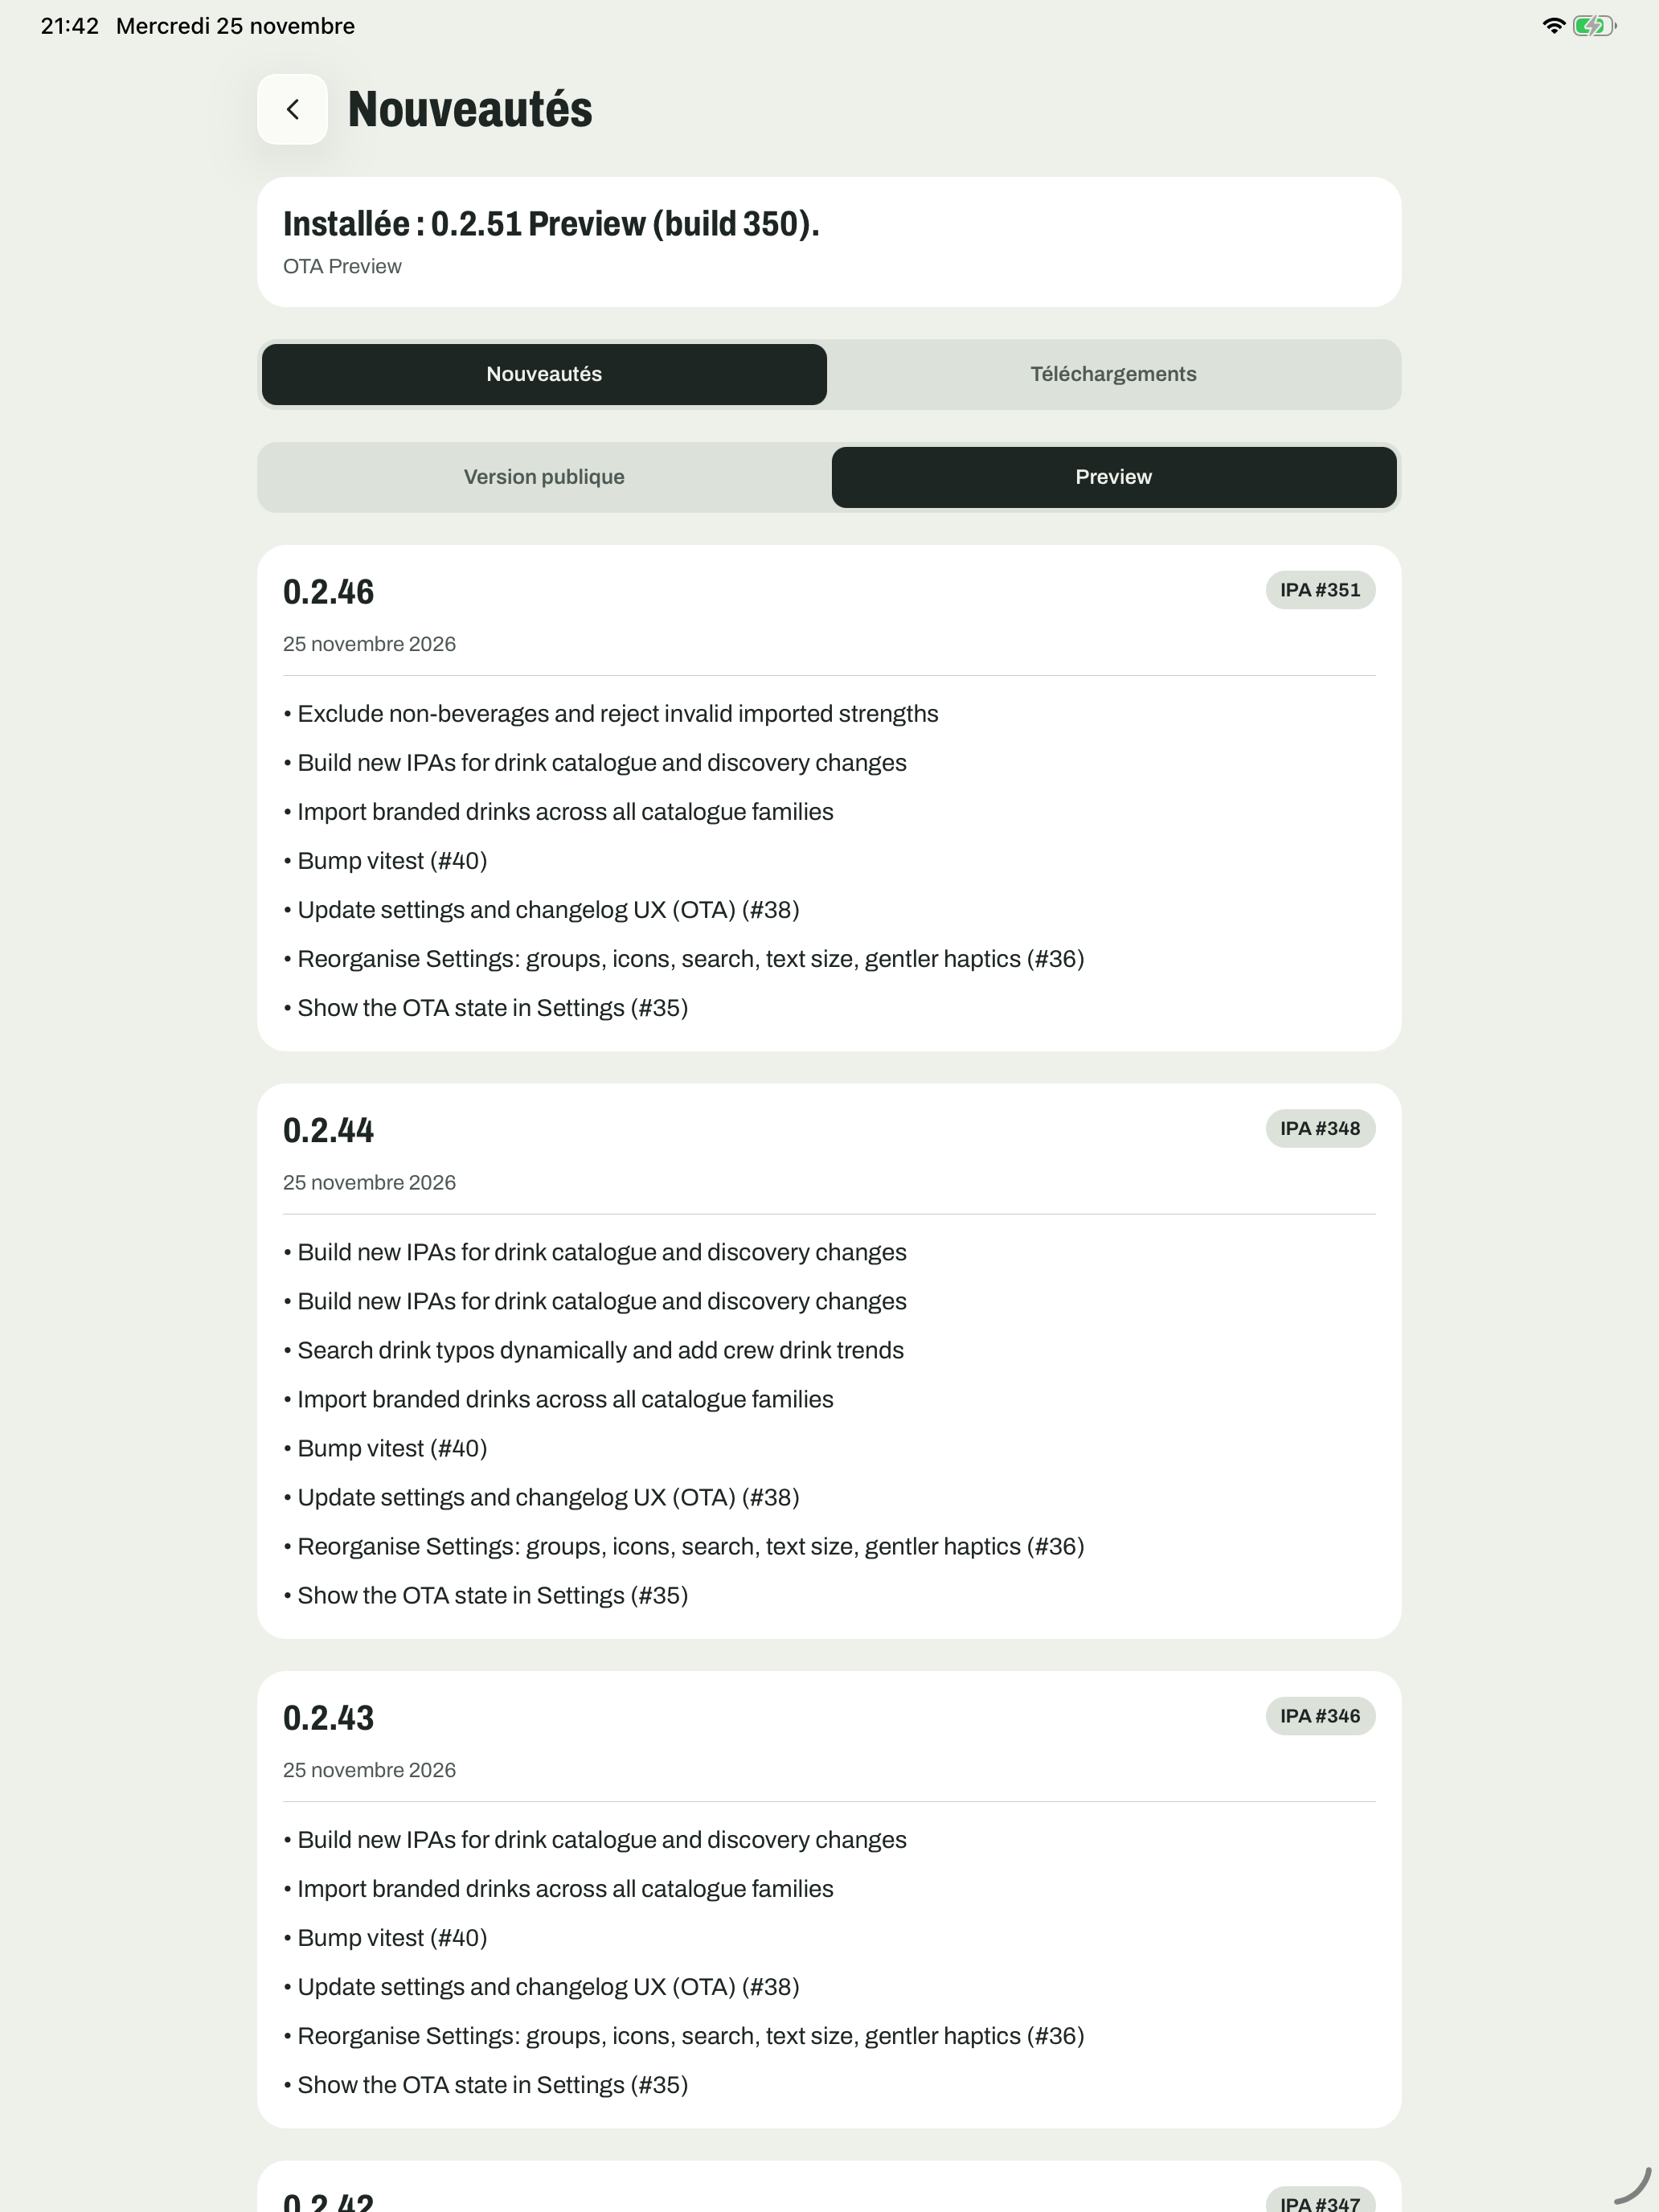 21:42 Mercredi 25 novembre
Nouveautés
Installée : 0.2.51 Preview (build 350).
OTA Preview
Nouveautés
Téléchargements
Version publique
Preview
0.2.46
IPA #351
25 novembre 2026
• Exclude non-beverages and reject invalid imported strengths
• Build new IPAs for drink catalogue and discovery changes
• Import branded drinks across all catalogue families
• Bump vitest (#40)
• Update settings and changelog UX (OTA) (#38)
• Reorganise Settings: groups, icons, search, text size, gentler haptics (#36)
• Show the OTA state in Settings (#35)
0.2.44
IPA #348
25 novembre 2026
• Build new IPAs for drink catalogue and discovery changes
• Build new IPAs for drink catalogue and discovery changes
• Search drink typos dynamically and add crew drink trends
• Import branded drinks across all catalogue families
• Bump vitest (#40)
• Update settings and changelog UX (OTA) (#38)
• Reorganise Settings: groups, icons, search, text size, gentler haptics (#36)
• Show the OTA state in Settings (#35)
0.2.43
IPA #346
25 novembre 2026
• Build new IPAs for drink catalogue and discovery changes
• Import branded drinks across all catalogue families
• Bump vitest (#40)
• Update settings and changelog UX (OTA) (#38)
• Reorganise Settings: groups, icons, search, text size, gentler haptics (#36)
• Show the OTA state in Settings (#35)
0.2.42
IPA #347